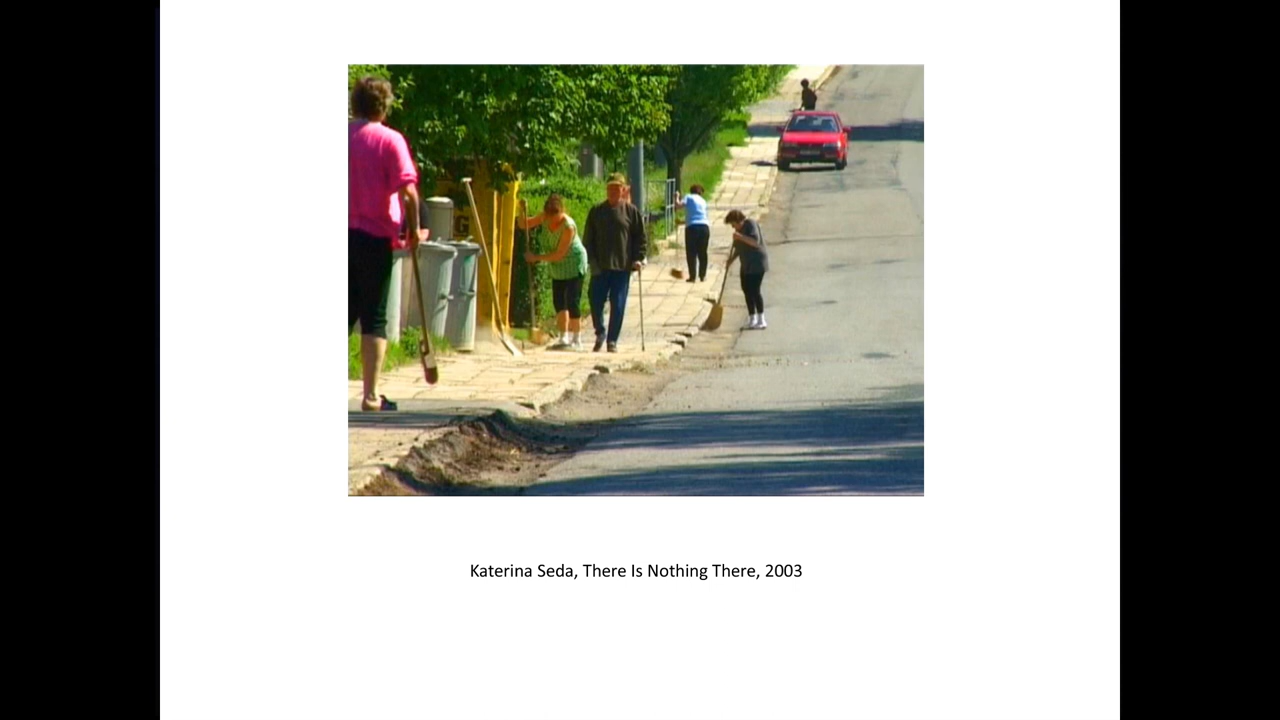 Katerina Seda, There Is Nothing There, 2003